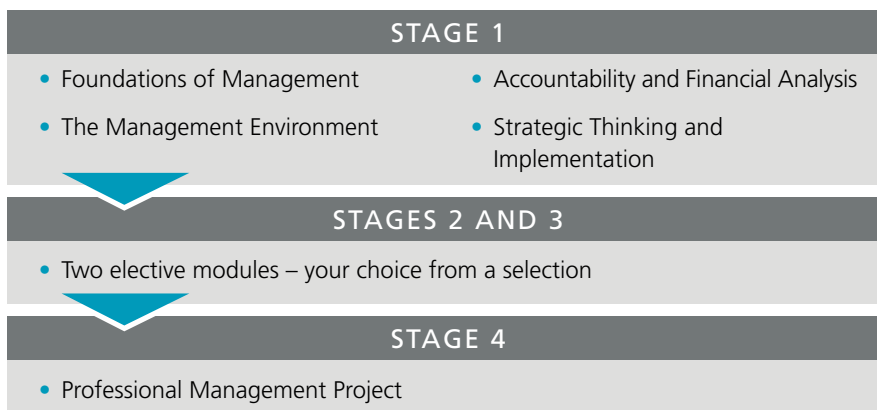 STAGE 1
• Foundations of Management
• The Management Environment
• Accountability and Financial Analysis
• Strategic Thinking and
Implementation
STAGES 2 AND 3
• Two elective modules – your choice from a selection
STAGE 4
• Professional Management Project